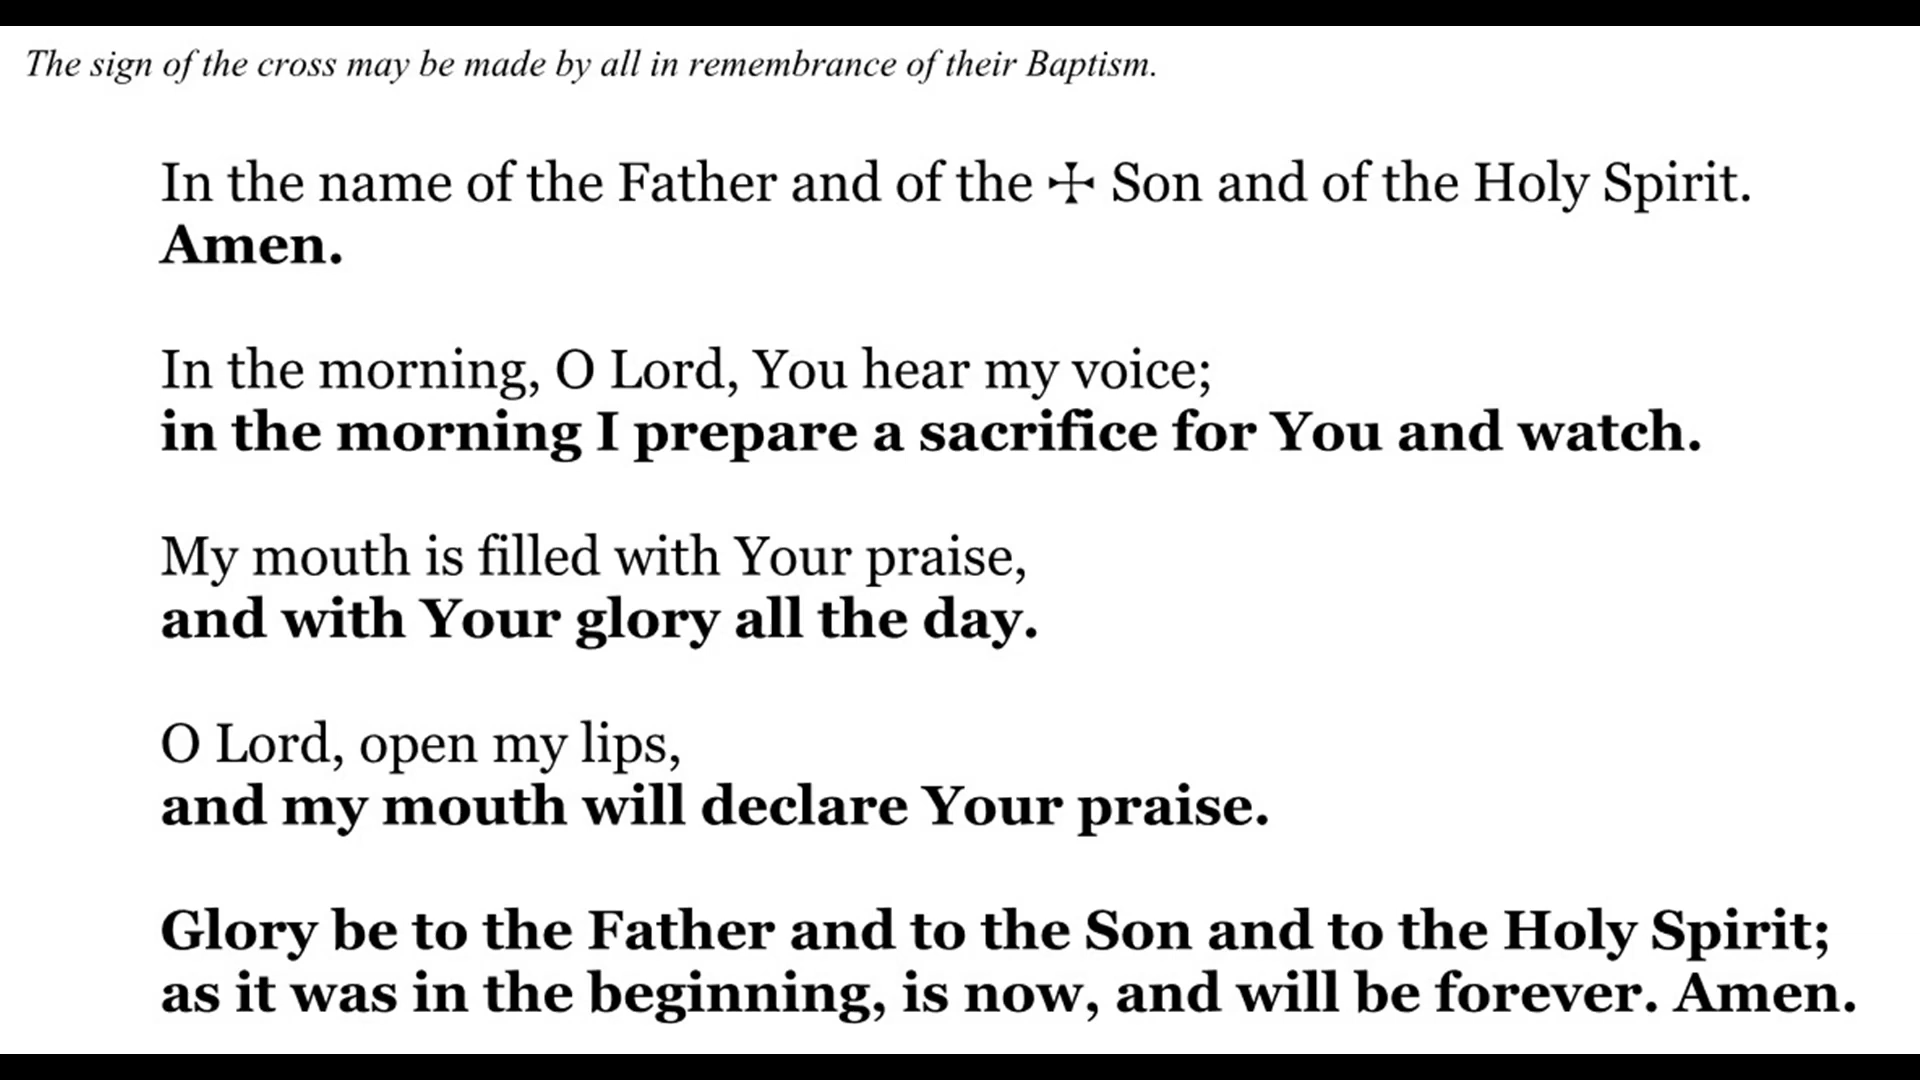 The sign of the cross may be made by all in remembrance of their Baptism.
In the name of the Father and of the ☩ Son and of the Holy Spirit.
Amen.
In the morning, O Lord, You hear my voice;
in the morning I prepare a sacrifice for You and watch.
My mouth is filled with Your praise,
and with Your glory all the day.
O Lord, open my lips,
and my mouth will declare Your praise.
Glory be to the Father and to the Son and to the Holy Spirit;
as it was in the beginning, is now, and will be forever. Amen.